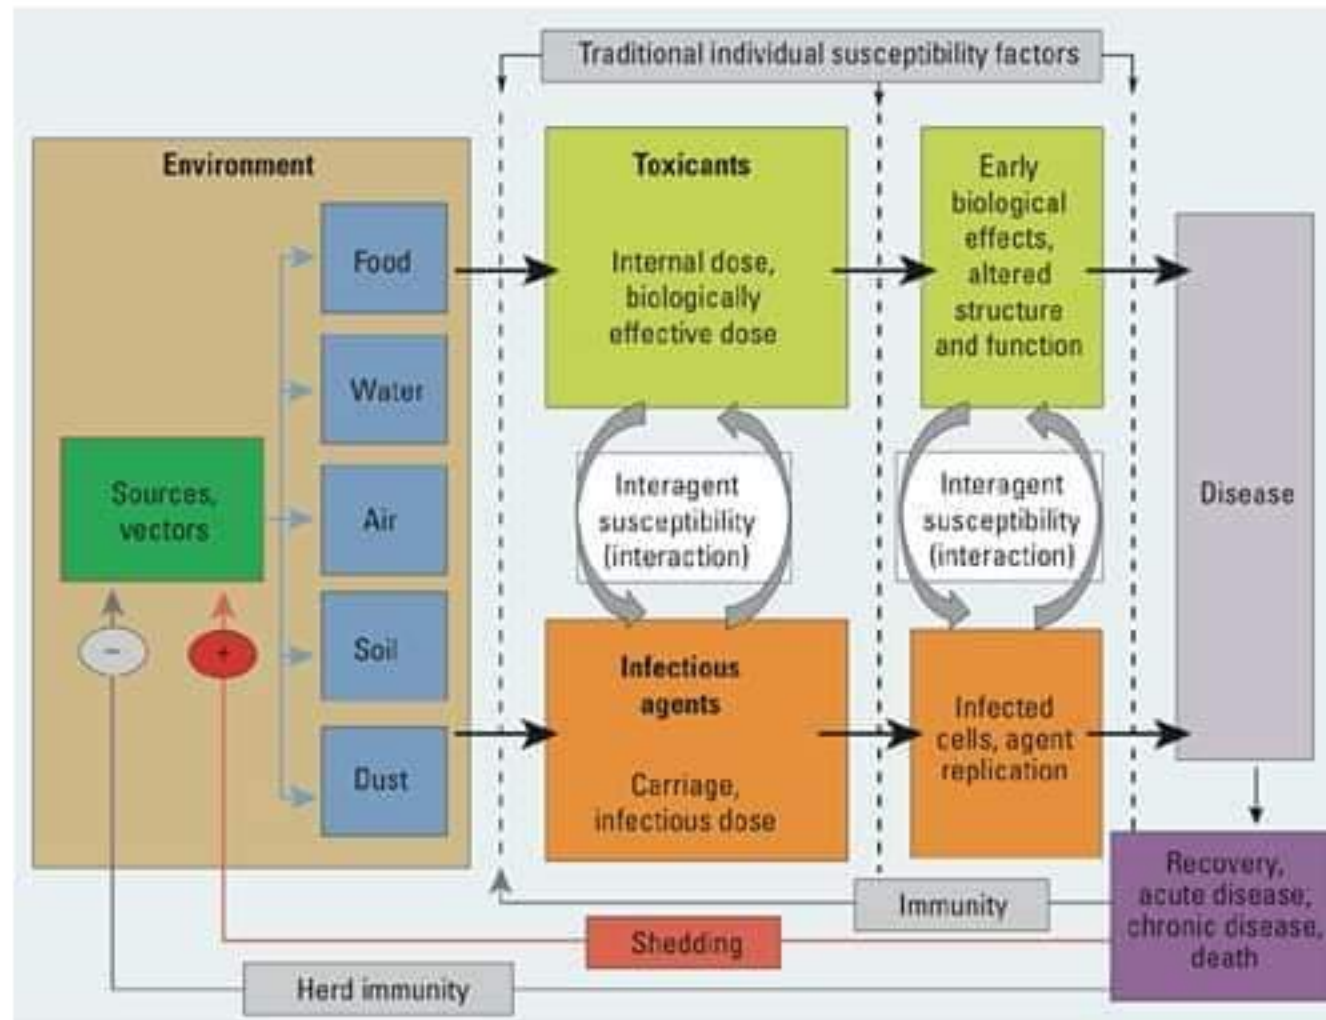 Traditional individual susceptibility factors
Environment
Food
Water
Air
Soil
Dust
Sources,
vectors
−
+
Toxicants
Internal dose,
biologically
effective dose
Early
biological
effects,
altered
structure
and function
Interagent
susceptibility
(interaction)
Interagent
susceptibility
(interaction)
Infectious
agents
Carriage,
infectious dose
Infected
cells, agent
replication
Disease
Recovery,
acute disease,
chronic disease,
death
Immunity
Shedding
Herd immunity